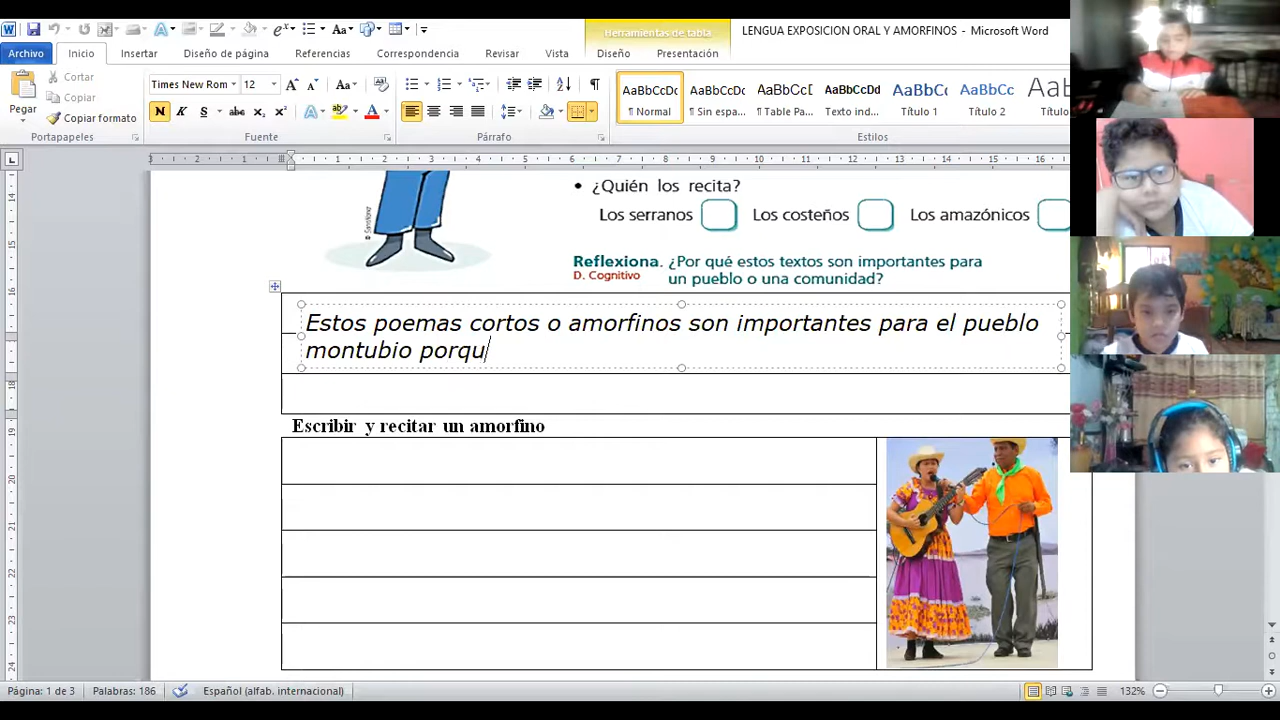 Herramientas de tabla
LENGUA EXPOSICION ORAL Y AMORFINOS - Microsoft Word
Archivo
Inicio
Insertar
Diseño de página
Referencias
Correspondencia
Revisar
Vista
Diseño
Presentación
Pegar
Cortar
Copiar
Copiar formato
Portapapeles
Times New Rom
12
Fuente
Párrafo
AaBbCcDc
¶ Normal
AaBbCcDc
¶ Sin espa...
AaBbCcD
¶ Table Pa...
AaBbCcDd
Texto ind...
AaBbCc
Título 1
AaBbCc
Título 2
Título
Estilos
© Santillana
• ¿Quién los recita?
Los serranos Los costeños Los amazónicos
Reflexiona. ¿Por qué estos textos son importantes para
D. Cognitivo un pueblo o una comunidad?
Estos poemas cortos o amorfinos son importantes para el pueblo
montubio porqu
Escribir y recitar un amorfino
Página: 1 de 3
Palabras: 186
Español (alfab. internacional)
132%